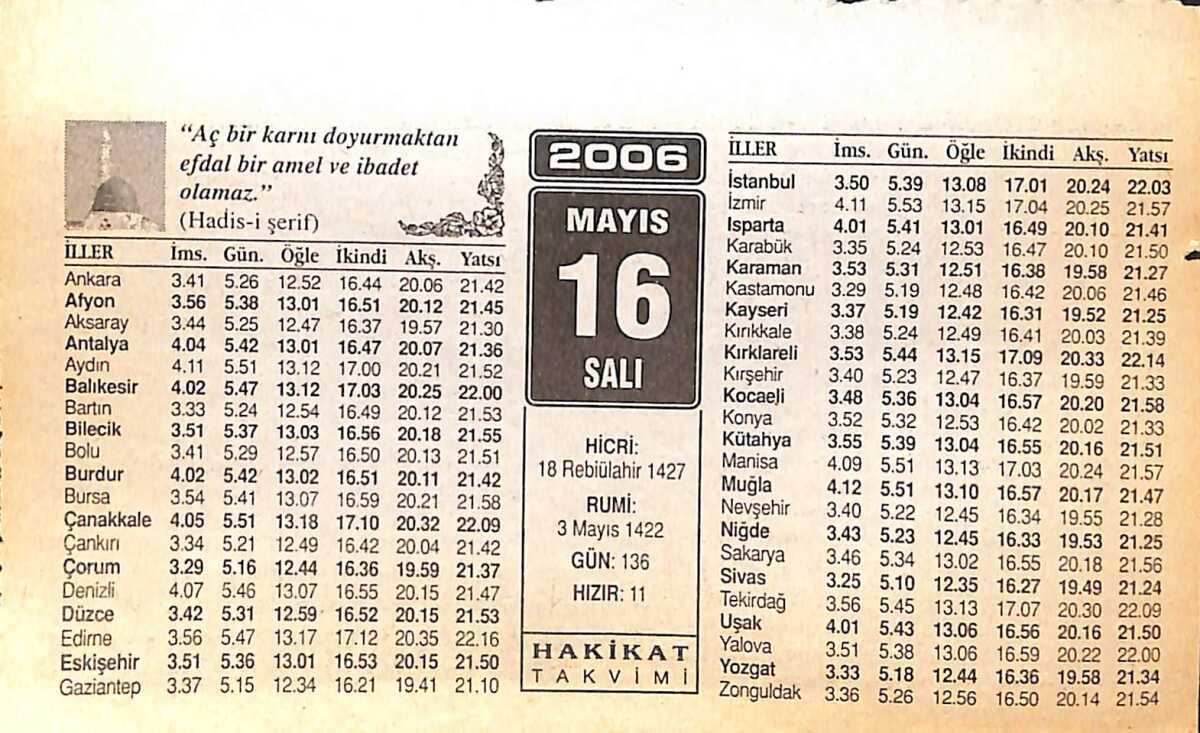 "Aç bir karnı doyurmaktan
efdal bir amel ve ibadet
olamaz."
(Hadis-i şerif)
İLLER İms. Gün. Öğle İkindi Akş. Yatsı
Ankara 3.41 5.26 12.52 16.44 20.06 21.42
Afyon 3.56 5.38 13.01 16.51 20.12 21.45
Aksaray 3.44 5.25 12.47 16.37 19.57 21.30
Antalya 4.04 5.42 13.01 16.47 20.07 21.36
Aydın 4.11 5.51 13.12 17.00 20.21 21.52
Balıkesir 4.02 5.47 13.12 17.03 20.25 22.00
Bartın 3.33 5.24 12.54 16.49 20.12 21.53
Bilecik 3.51 5.37 13.03 16.56 20.18 21.55
Bolu 3.41 5.29 12.57 16.50 20.13 21.51
Burdur 4.02 5.42 13.02 16.51 20.11 21.42
Bursa 3.54 5.41 13.07 16.59 20.21 21.58
Çanakkale 4.05 5.51 13.18 17.10 20.32 22.09
Çankırı 3.34 5.21 12.49 16.42 20.04 21.42
Çorum 3.29 5.16 12.44 16.36 19.59 21.37
Denizli 4.07 5.46 13.07 16.55 20.15 21.47
Düzce 3.42 5.31 12.59 16.52 20.15 21.53
Edirne 3.56 5.47 13.17 17.12 20.35 22.16
Eskişehir 3.51 5.36 13.01 16.53 20.15 21.50
Gaziantep 3.37 5.15 12.34 16.21 19.41 21.10
2006
MAYIS
16
SALI
HİCRİ:
18 Rebiülahir 1427
RUMİ:
3 Mayıs 1422
GÜN: 136
HIZIR: 11
HAKİKAT
TAKVİMİ
İLLER İms. Gün. Öğle İkindi Akş. Yatsı
İstanbul 3.50 5.39 13.08 17.01 20.24 22.03
İzmir 4.11 5.53 13.15 17.04 20.25 21.57
Isparta 4.01 5.41 13.01 16.49 20.10 21.41
Karabük 3.35 5.24 12.53 16.47 20.10 21.50
Karaman 3.53 5.31 12.51 16.38 19.58 21.27
Kastamonu 3.29 5.19 12.48 16.42 20.06 21.46
Kayseri 3.37 5.19 12.42 16.31 19.52 21.25
Kırıkkale 3.38 5.24 12.49 16.41 20.03 21.39
Kırklareli 3.53 5.44 13.15 17.09 20.33 22.14
Kırşehir 3.40 5.23 12.47 16.37 19.59 21.33
Kocaeli 3.48 5.36 13.04 16.57 20.20 21.58
Konya 3.52 5.32 12.53 16.42 20.02 21.33
Kütahya 3.55 5.39 13.04 16.55 20.16 21.51
Manisa 4.09 5.51 13.13 17.03 20.24 21.57
Muğla 4.12 5.51 13.10 16.57 20.17 21.47
Nevşehir 3.40 5.22 12.45 16.34 19.55 21.28
Niğde 3.43 5.23 12.45 16.33 19.53 21.25
Sakarya 3.46 5.34 13.02 16.55 20.18 21.56
Sivas 3.25 5.10 12.35 16.27 19.49 21.24
Tekirdağ 3.56 5.45 13.13 17.07 20.30 22.09
Uşak 4.01 5.43 13.06 16.56 20.16 21.50
Yalova 3.51 5.38 13.06 16.59 20.22 22.00
Yozgat 3.33 5.18 12.44 16.36 19.58 21.34
Zonguldak 3.36 5.26 12.56 16.50 20.14 21.54